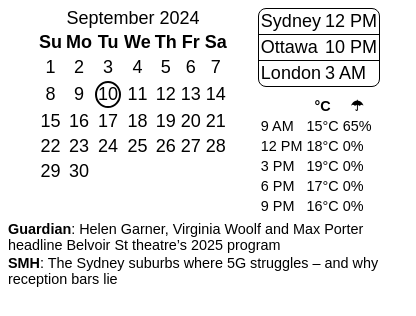 September 2024
Su Mo Tu We Th Fr Sa
1 2 3 4 5 6 7
8 9 10 11 12 13 14
15 16 17 18 19 20 21
22 23 24 25 26 27 28
29 30
Sydney 12 PM
Ottawa 10 PM
London 3 AM
°C ☂
9 AM 15°C 65%
12 PM 18°C 0%
3 PM 19°C 0%
6 PM 17°C 0%
9 PM 16°C 0%
Guardian: Helen Garner, Virginia Woolf and Max Porter
headline Belvoir St theatre’s 2025 program
SMH: The Sydney suburbs where 5G struggles – and why
reception bars lie